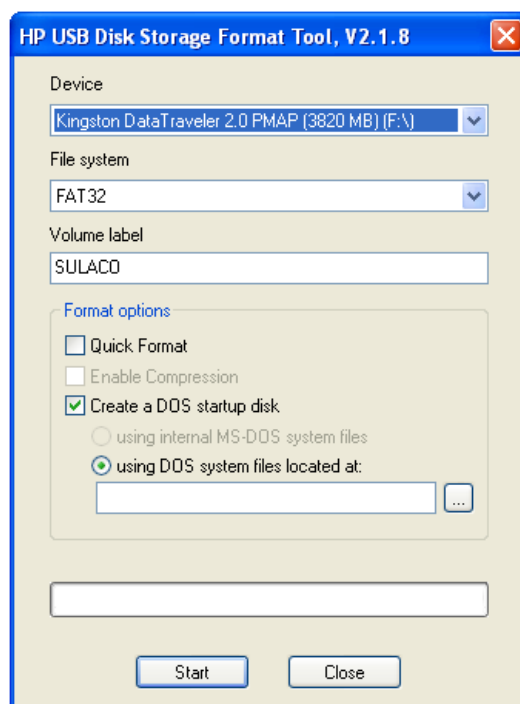 HP USB Disk Storage Format Tool, V2.1.8
Device
Kingston DataTraveler 2.0 PMAP (3820 MB) (F:\)
File system
FAT32
Volume label
SULACO
Format options
Quick Format
Enable Compression
Create a DOS startup disk
using internal MS-DOS system files
using DOS system files located at:
...
Start Close